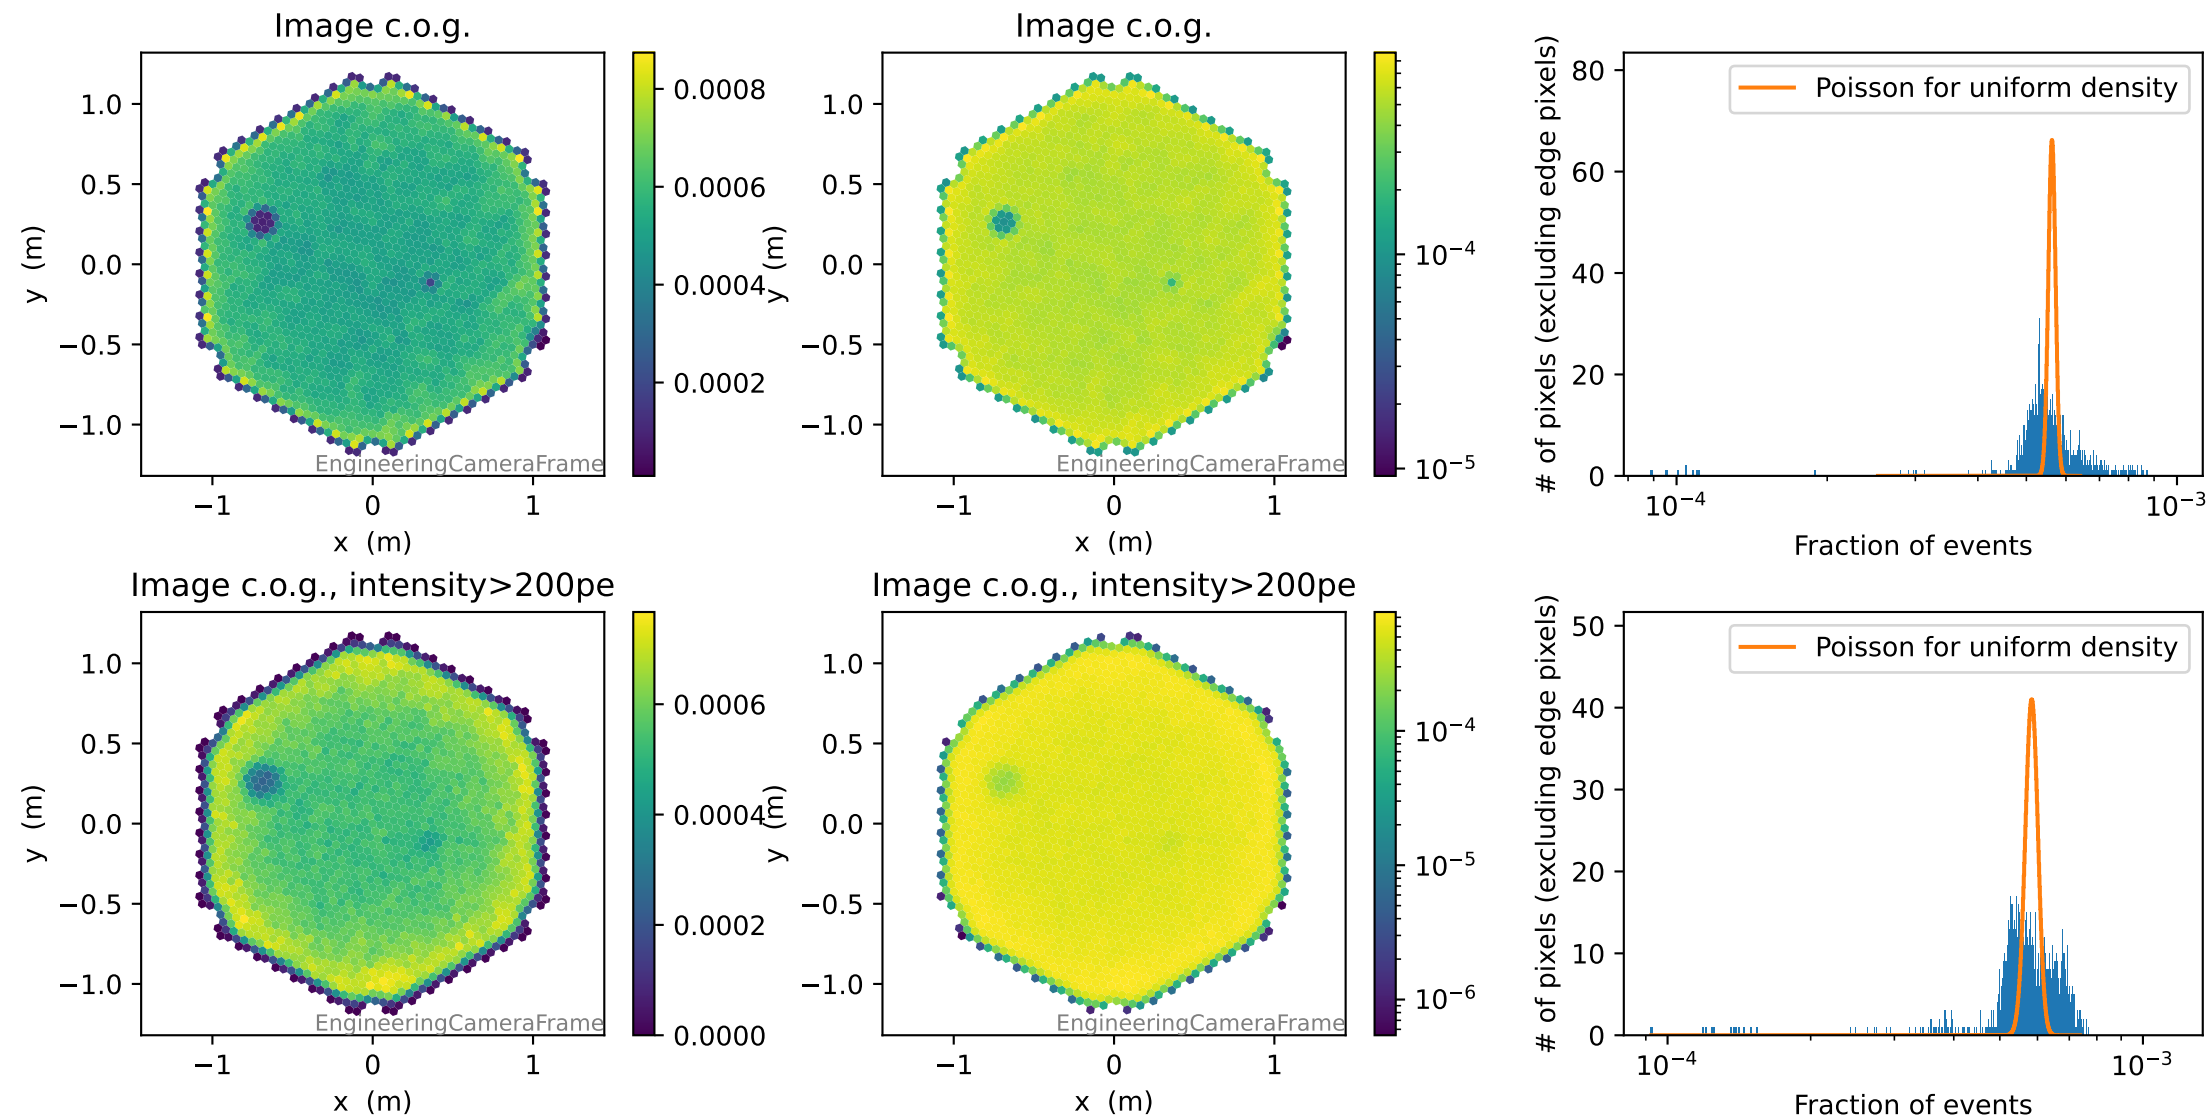 Image c.o.g.
1.0
0.5
0.0
−0.5
−1.0
y (m)
−1
0
1
x (m)
EngineeringCameraFrame
0.0008
0.0006
0.0004
0.0002
Image c.o.g.
1.0
0.5
0.0
−0.5
−1.0
y (m)
−1
0
1
x (m)
EngineeringCameraFrame
10⁻⁴
10⁻⁵
80
60
40
20
0
# of pixels (excluding edge pixels)
Poisson for uniform density
10⁻⁴
10⁻³
Fraction of events
Image c.o.g., intensity>200pe
1.0
0.5
0.0
−0.5
−1.0
y (m)
−1
0
1
x (m)
EngineeringCameraFrame
0.0006
0.0004
0.0002
0.0000
Image c.o.g., intensity>200pe
1.0
0.5
0.0
−0.5
−1.0
y (m)
−1
0
1
x (m)
EngineeringCameraFrame
10⁻⁴
10⁻⁵
10⁻⁶
50
40
30
20
10
0
# of pixels (excluding edge pixels)
Poisson for uniform density
10⁻⁴
10⁻³
Fraction of events